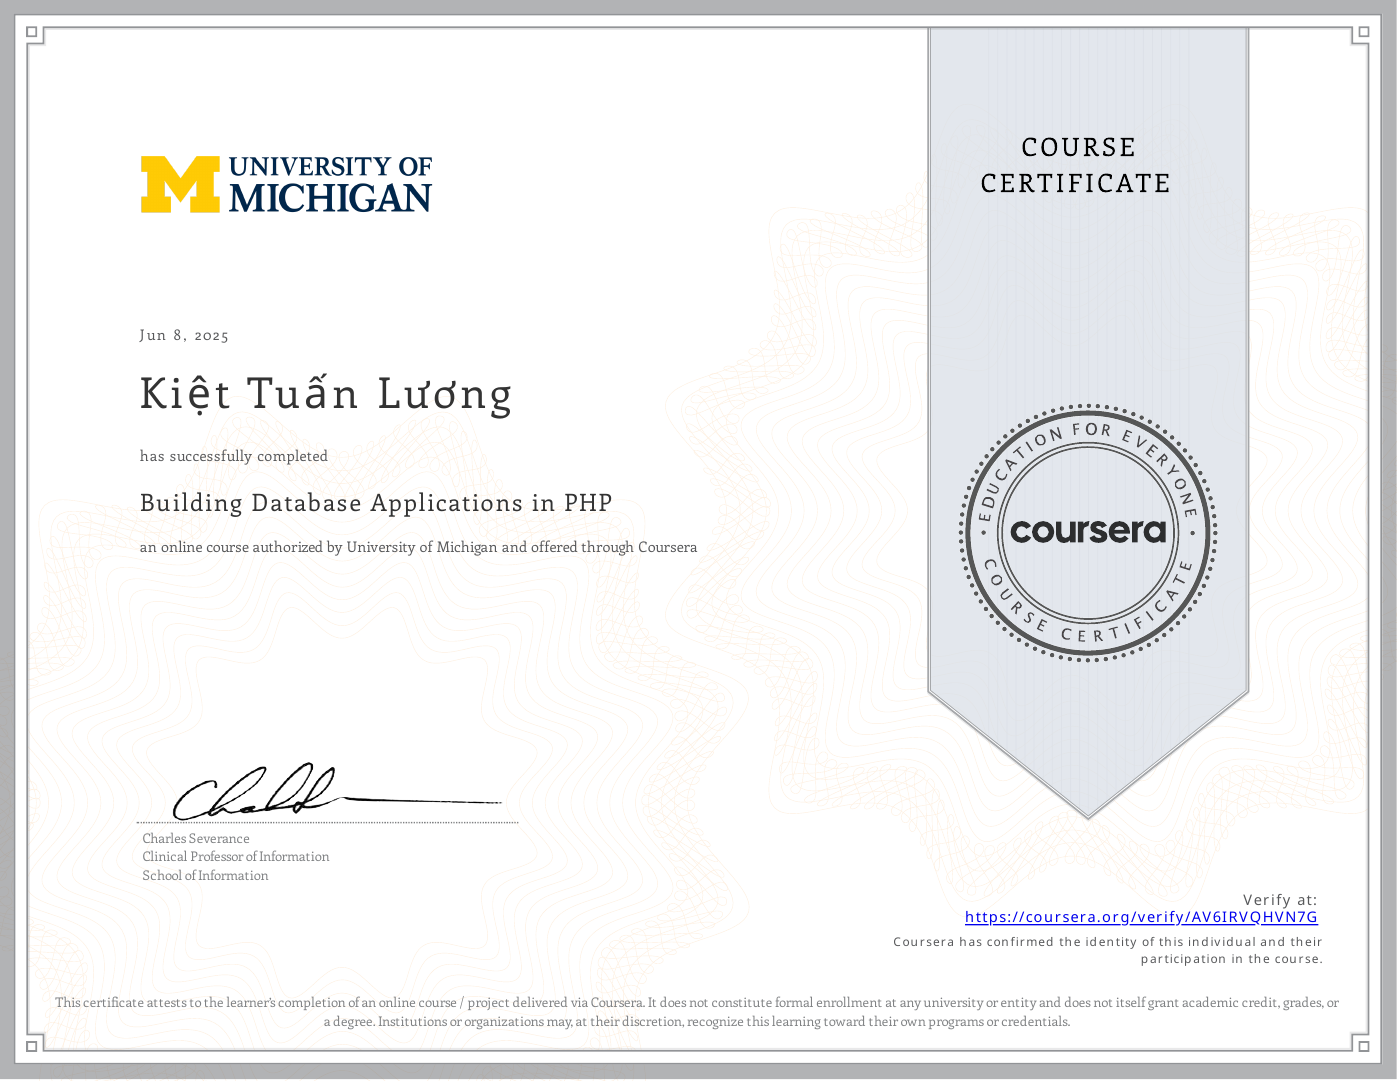 UNIVERSITY OF
MICHIGAN
COURSE
CERTIFICATE
Jun 8, 2025
Kiệt Tuấn Lương
has successfully completed
Building Database Applications in PHP
an online course authorized by University of Michigan and offered through Coursera
EDUCATION FOR EVERYONE
coursera
COURSE CERTIFICATE
Charles Severance
Clinical Professor of Information
School of Information
Verify at:
https://coursera.org/verify/AV6IRVQHVN7G
Coursera has confirmed the identity of this individual and their
participation in the course.
This certificate attests to the learner's completion of an online course / project delivered via Coursera. It does not constitute formal enrollment at any university or entity and does not itself grant academic credit, grades, or
a degree. Institutions or organizations may, at their discretion, recognize this learning toward their own programs or credentials.